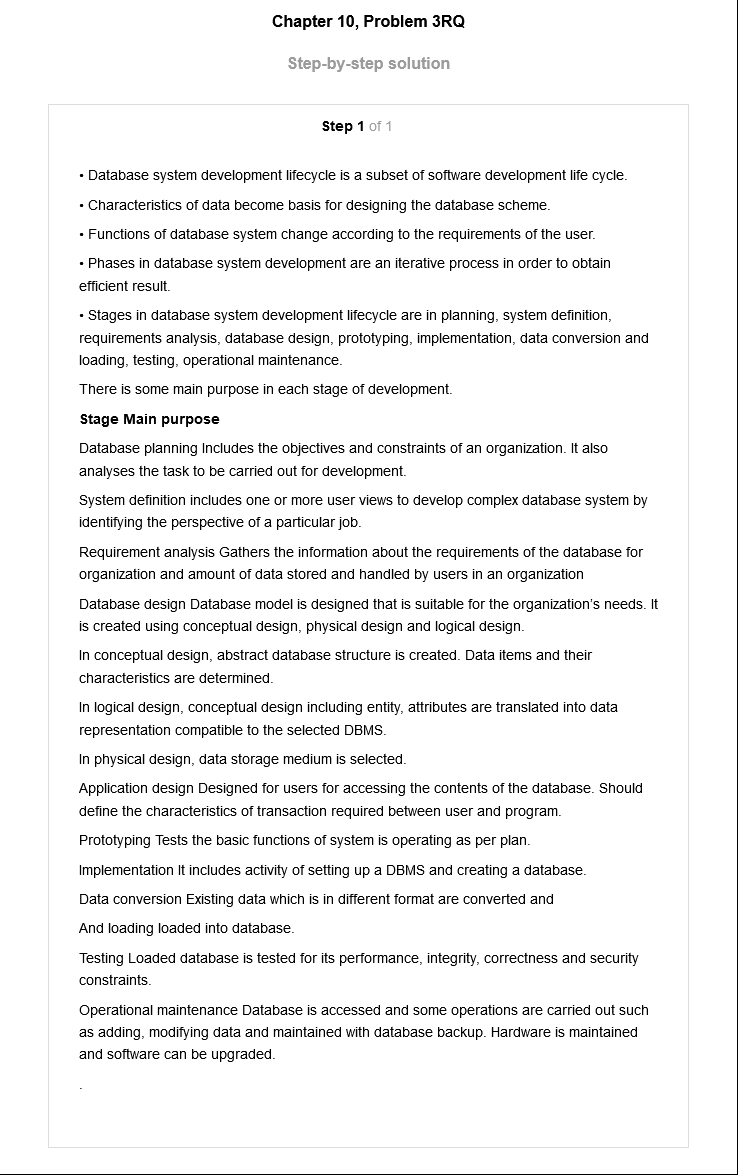 Chapter 10, Problem 3RQ
Step-by-step solution
Step 1 of 1
• Database system development lifecycle is a subset of software development life cycle.
• Characteristics of data become basis for designing the database scheme.
• Functions of database system change according to the requirements of the user.
• Phases in database system development are an iterative process in order to obtain
efficient result.
• Stages in database system development lifecycle are in planning, system definition,
requirements analysis, database design, prototyping, implementation, data conversion and
loading, testing, operational maintenance.
There is some main purpose in each stage of development.
Stage Main purpose
Database planning Includes the objectives and constraints of an organization. It also
analyses the task to be carried out for development.
System definition includes one or more user views to develop complex database system by
identifying the perspective of a particular job.
Requirement analysis Gathers the information about the requirements of the database for
organization and amount of data stored and handled by users in an organization
Database design Database model is designed that is suitable for the organization's needs. It
is created using conceptual design, physical design and logical design.
In conceptual design, abstract database structure is created. Data items and their
characteristics are determined.
In logical design, conceptual design including entity, attributes are translated into data
representation compatible to the selected DBMS.
In physical design, data storage medium is selected.
Application design Designed for users for accessing the contents of the database. Should
define the characteristics of transaction required between user and program.
Prototyping Tests the basic functions of system is operating as per plan.
Implementation It includes activity of setting up a DBMS and creating a database.
Data conversion Existing data which is in different format are converted and
And loading loaded into database.
Testing Loaded database is tested for its performance, integrity, correctness and security
constraints.
Operational maintenance Database is accessed and some operations are carried out such
as adding, modifying data and maintained with database backup. Hardware is maintained
and software can be upgraded.
.